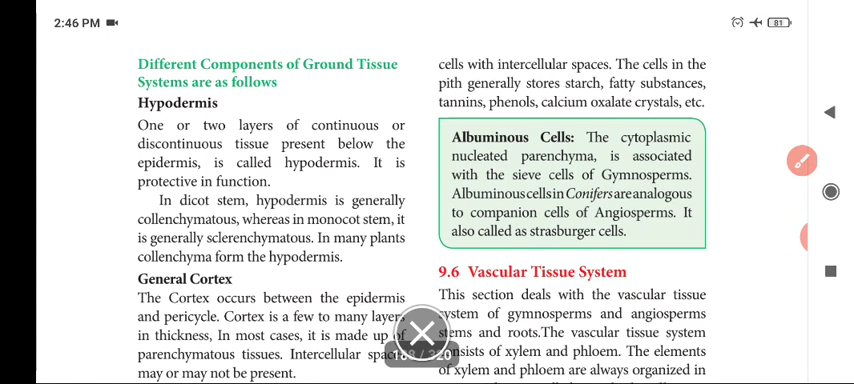 2:46 PM
81
Different Components of Ground Tissue
Systems are as follows
Hypodermis
One or two layers of continuous or
discontinuous tissue present below the
epidermis, is called hypodermis. It is
protective in function.
In dicot stem, hypodermis is generally
collenchymatous, whereas in monocot stem, it
is generally sclerenchymatous. In many plants
collenchyma form the hypodermis.
General Cortex
The Cortex occurs between the epidermis
and pericycle. Cortex is a few to many layers
in thickness, In most cases, it is made up of
parenchymatous tissues. Intercellular
may or may not be present.
cells with intercellular spaces. The cells in the
pith generally stores starch, fatty substances,
tannins, phenols, calcium oxalate crystals, etc.
Albuminous Cells: The cytoplasmic
nucleated parenchyma, is associated
with the sieve cells of Gymnosperms.
Albuminous cells in Conifers are analogous
to companion cells of Angiosperms. It
also called as strasburger cells.
9.6 Vascular Tissue System
This section deals with the vascular tissue
system of gymnosperms and angiosperms
stems and roots.The vascular tissue system
consists of xylem and phloem. The elements
of xylem and phloem are always organized in
/ 320